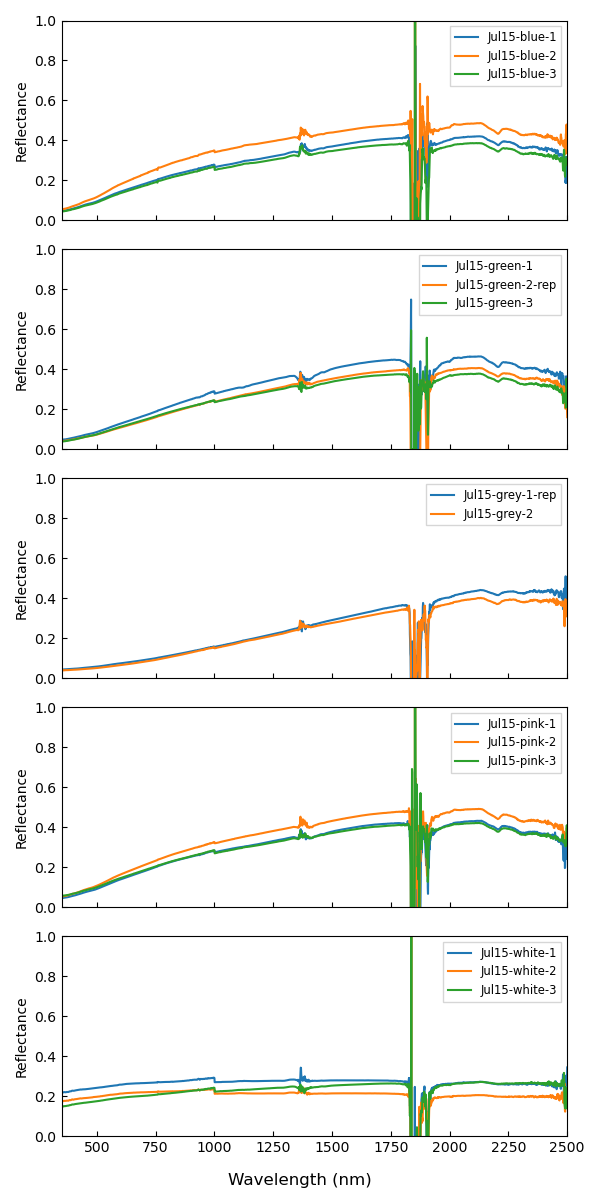 1.0
0.8
0.6
0.4
0.2
0.0
Reflectance
Jul15-blue-1
Jul15-blue-2
Jul15-blue-3
1.0
0.8
0.6
0.4
0.2
0.0
Reflectance
Jul15-green-1
Jul15-green-2-rep
Jul15-green-3
1.0
0.8
0.6
0.4
0.2
0.0
Reflectance
Jul15-grey-1-rep
Jul15-grey-2
1.0
0.8
0.6
0.4
0.2
0.0
Reflectance
Jul15-pink-1
Jul15-pink-2
Jul15-pink-3
1.0
0.8
0.6
0.4
0.2
0.0
Reflectance
Jul15-white-1
Jul15-white-2
Jul15-white-3
500 750 1000 1250 1500 1750 2000 2250 2500
Wavelength (nm)